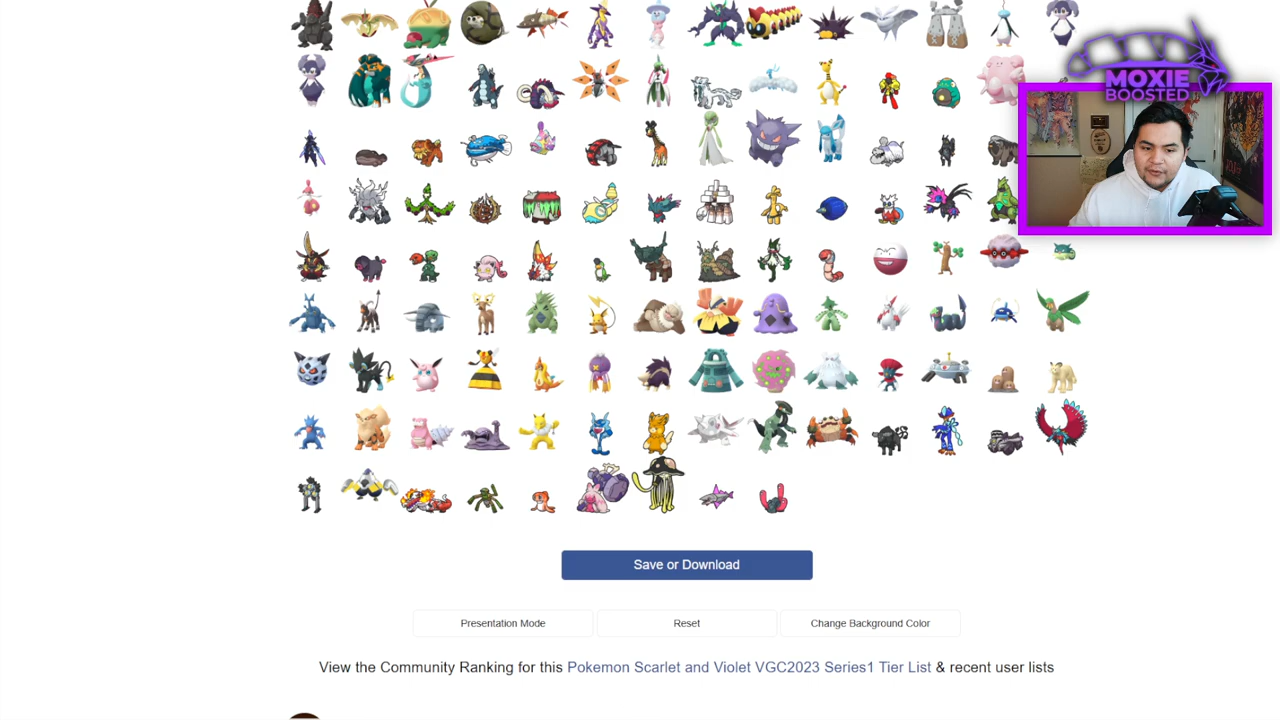 MOXIE
BOOSTED
Save or Download
Presentation Mode
Reset
Change Background Color
View the Community Ranking for this Pokemon Scarlet and Violet VGC2023 Series1 Tier List & recent user lists